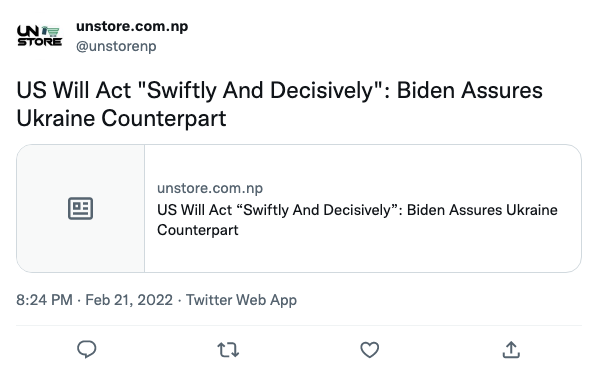 UN
STORE
unstore.com.np
@unstorenp
US Will Act "Swiftly And Decisively": Biden Assures
Ukraine Counterpart
unstore.com.np
US Will Act “Swiftly And Decisively”: Biden Assures Ukraine
Counterpart
8:24 PM · Feb 21, 2022 · Twitter Web App